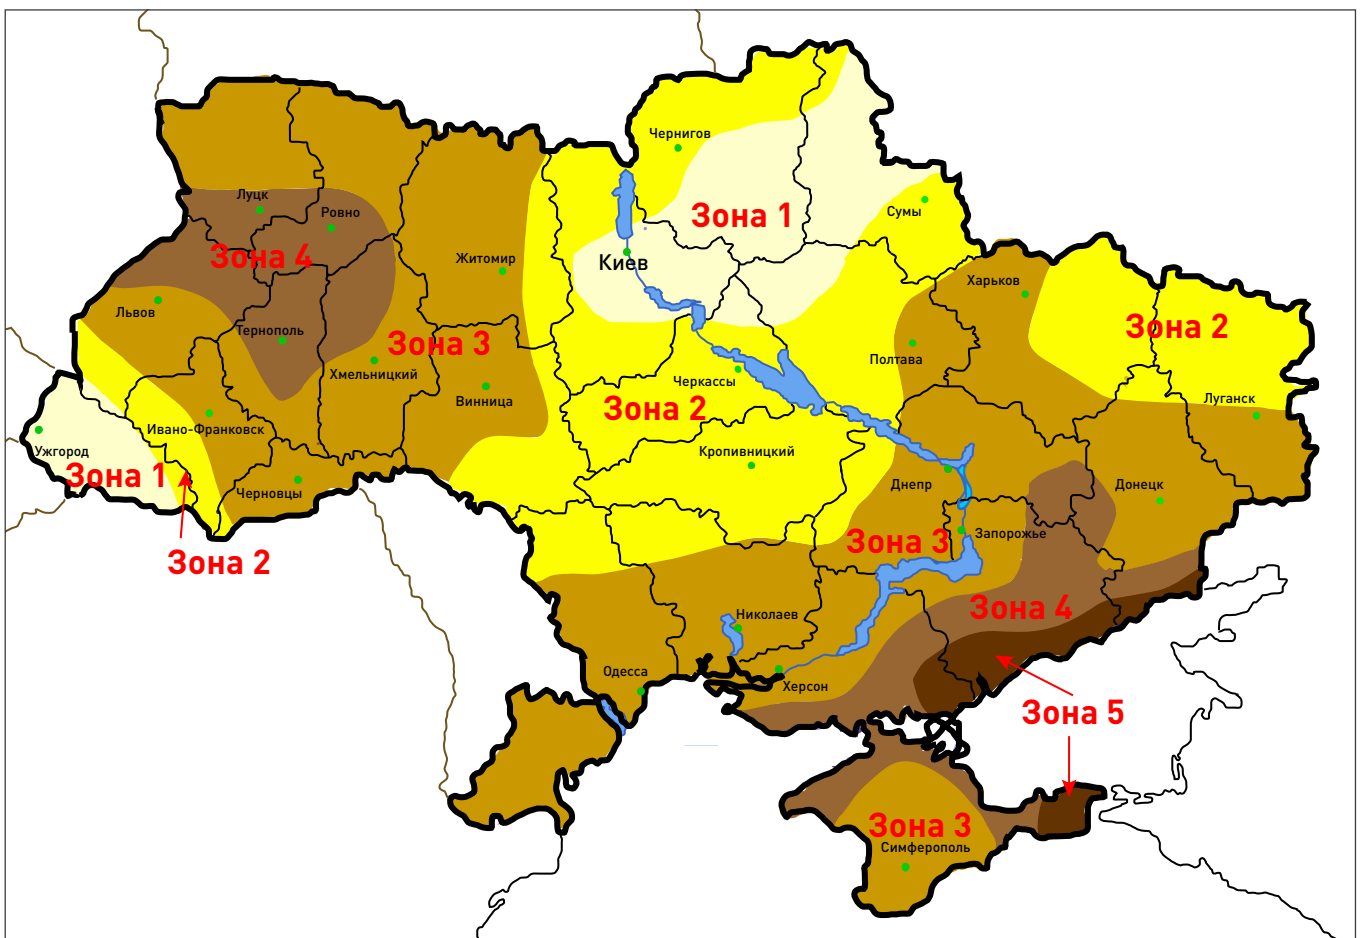 Чернигов
Луцк
Ровно
Зона 1
Сумы
Зона 4
Житомир
Киев
Харьков
Львов
Тернополь
Зона 3
Зона 2
Хмельницкий
Полтава
Черкассы
Винница
Зона 2
Луганск
Ивано-Франковск
Ужгород
Зона 1
Кропивницкий
Черновцы
Днепр
Донецк
Зона 2
Зона 3
Запорожье
Зона 4
Николаев
Одесса
Херсон
Зона 5
Зона 3
Симферополь